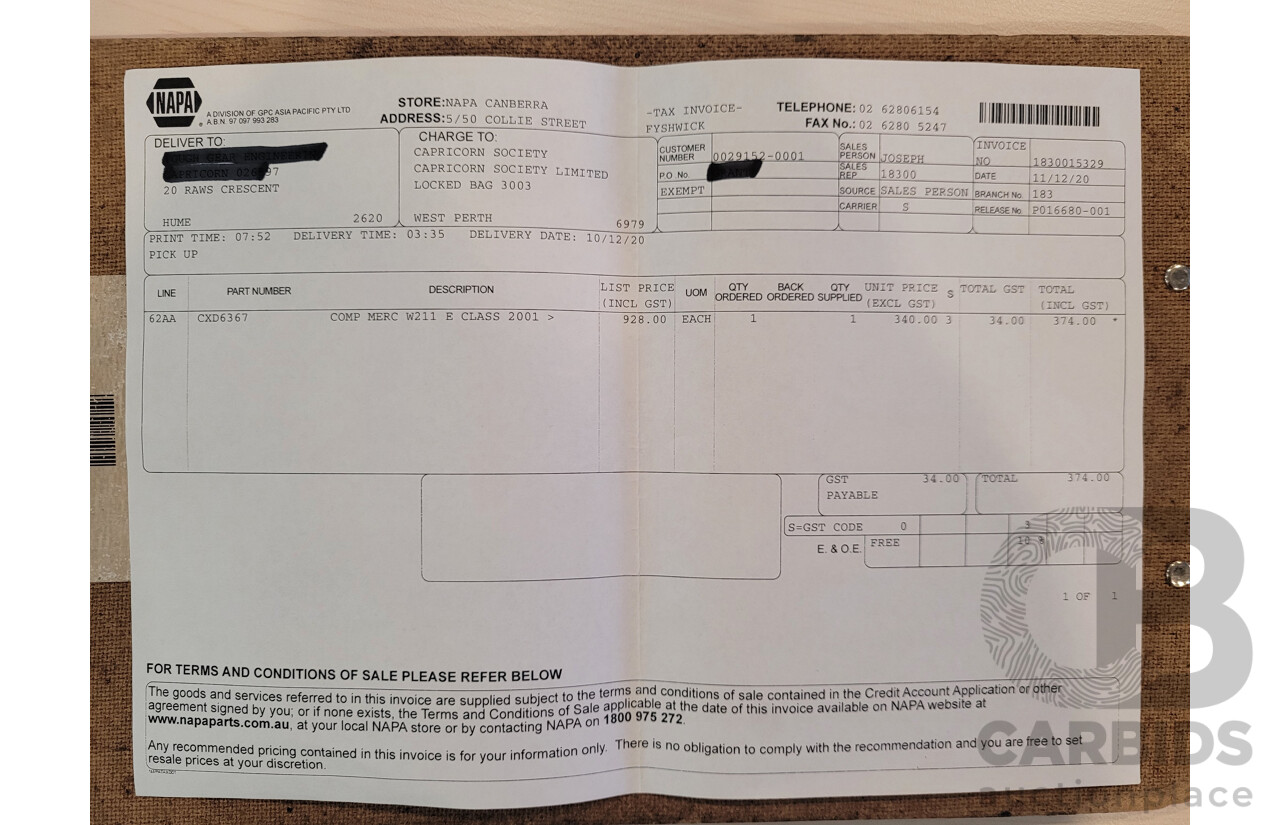 NAPA
A DIVISION OF GPC ASIA PACIFIC PTY LTD
A.B.N. 97 097 993 283
STORE:NAPA CANBERRA
ADDRESS:5/50 COLLIE STREET
-TAX INVOICE-
FYSHWICK
TELEPHONE: 02 62806154
FAX No.: 02 6280 5247
DELIVER TO:
97
20 RAWS CRESCENT
HUME 2620
CHARGE TO:
CAPRICORN SOCIETY
CAPRICORN SOCIETY LIMITED
LOCKED BAG 3003
WEST PERTH
6979
CUSTOMER NUMBER 0029152-0001
P.O.No.
EXEMPT
SALES PERSON JOSEPH
SALES REP 18300
SOURCE SALES PERSON
CARRIER S
INVOICE NO 1830015329
DATE 11/12/20
BRANCH No. 183
RELEASE No. P016680-001
PRINT TIME: 07:52 DELIVERY TIME: 03:35 DELIVERY DATE: 10/12/20
PICK UP
LINE PART NUMBER DESCRIPTION LIST PRICE (INCL GST) UOM QTY ORDERED BACK ORDERED QTY SUPPLIED UNIT PRICE (EXCL GST) S TOTAL GST TOTAL (INCL GST)
62AA CXD6367 COMP MERC W211 E CLASS 2001 > 928.00 EACH 1 1 340.00 3 34.00 374.00 *
GST PAYABLE 34.00 TOTAL 374.00
S=GST CODE 0 3
E. & O.E. FREE 10 %
1 OF 1
FOR TERMS AND CONDITIONS OF SALE PLEASE REFER BELOW
The goods and services referred to in this invoice are supplied subject to the terms and conditions of sale contained in the Credit Account Application or other
agreement signed by you; or if none exists, the Terms and Conditions of Sale applicable at the date of this invoice available on NAPA website at
www.napaparts.com.au, at your local NAPA store or by contacting NAPA on 1800 975 272.
Any recommended pricing contained in this invoice is for your information only. There is no obligation to comply with the recommendation and you are free to set
resale prices at your discretion.
CB
CARBIDS
auctionplace